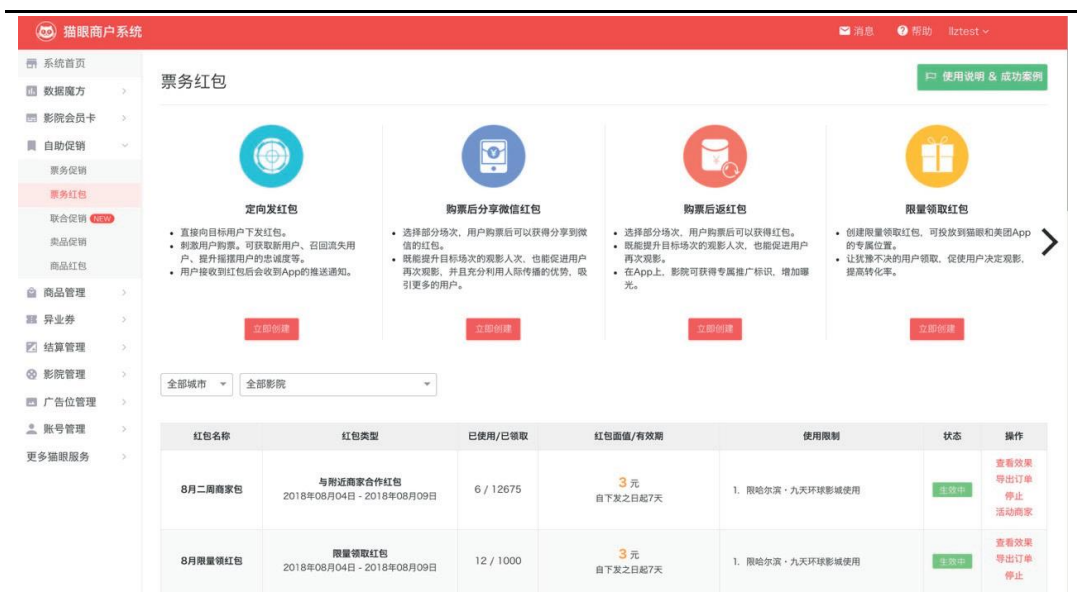 猫眼商户系统
消息 帮助 llztest
系统首页
数据魔方
影院会员卡
自助促销
票务促销
票务红包
联合促销 NEW
卖品促销
商品红包
商品管理
异业券
结算管理
影院管理
广告位管理
账号管理
更多猫眼服务
票务红包
使用说明 & 成功案例
定向发红包
• 直接向目标用户下发红包。
• 刺激用户购票。可获取新用户、召回流失用
户、提升摇摆用户的忠诚度等。
• 用户接收到红包后会收到App的推送通知。
立即创建
购票后分享微信红包
• 选择部分场次，用户购票后可以获得分享到微
信的红包。
• 既能提升目标场次的观影人次，也能促进用户
再次观影，并且充分利用人际传播的优势，吸
引更多的用户。
立即创建
购票后返红包
• 选择部分场次，用户购票后可以获得红包。
• 既能提升目标场次的观影人次，也能促进用户
再次观影。
• 在App上，影院可获得专属推广标识，增加曝
光。
立即创建
限量领取红包
• 创建限量领取红包，可投放到猫眼和美团App
的专属位置。
• 让犹豫不决的用户领取，促使用户决定观影，
提高转化率。
立即创建
全部城市 全部影院
红包名称 红包类型 已使用/已领取 红包面值/有效期 使用限制 状态 操作
8月二周商家包
与附近商家合作红包
2018年08月04日 - 2018年08月09日
6 / 12675
3 元
自下发之日起7天
1. 限哈尔滨·九天环球影城使用
生效中
查看效果
导出订单
停止
活动商家
8月限量领红包
限量领取红包
2018年08月04日 - 2018年08月09日
12 / 1000
3 元
自下发之日起7天
1. 限哈尔滨·九天环球影城使用
生效中
查看效果
导出订单
停止